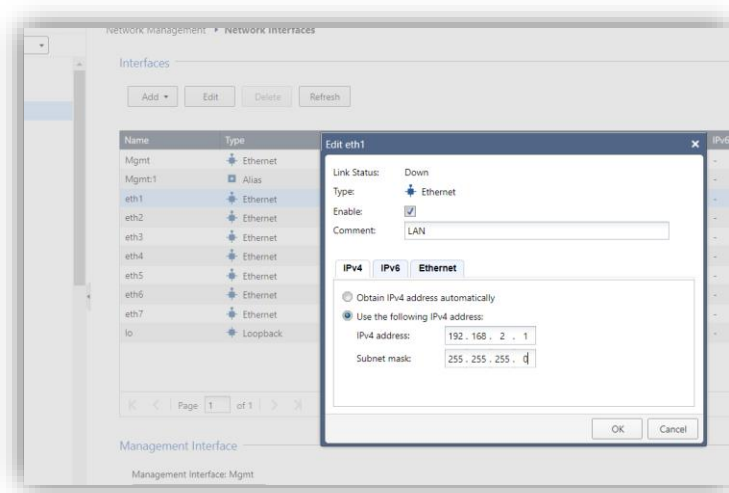 Network Management ▸ Network Interfaces
Interfaces
Add Edit Delete Refresh
Name Type IPv6
Mgmt Ethernet -
Mgmt:1 Alias -
eth1 Ethernet -
eth2 Ethernet -
eth3 Ethernet -
eth4 Ethernet -
eth5 Ethernet -
eth6 Ethernet -
eth7 Ethernet -
lo Loopback -
Page 1 of 1
Management Interface
Management Interface: Mgmt
Edit eth1
Link Status: Down
Type: Ethernet
Enable:
Comment: LAN
IPv4 IPv6 Ethernet
Obtain IPv4 address automatically
Use the following IPv4 address:
IPv4 address: 192 . 168 . 2 . 1
Subnet mask: 255 . 255 . 255 . 0
OK Cancel